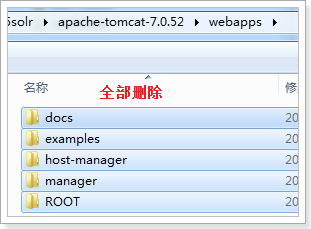 5solr ▸ apache-tomcat-7.0.52 ▸ webapps ▸
名称 修
全部删除
docs 20
examples 20
host-manager 20
manager 20
ROOT 20